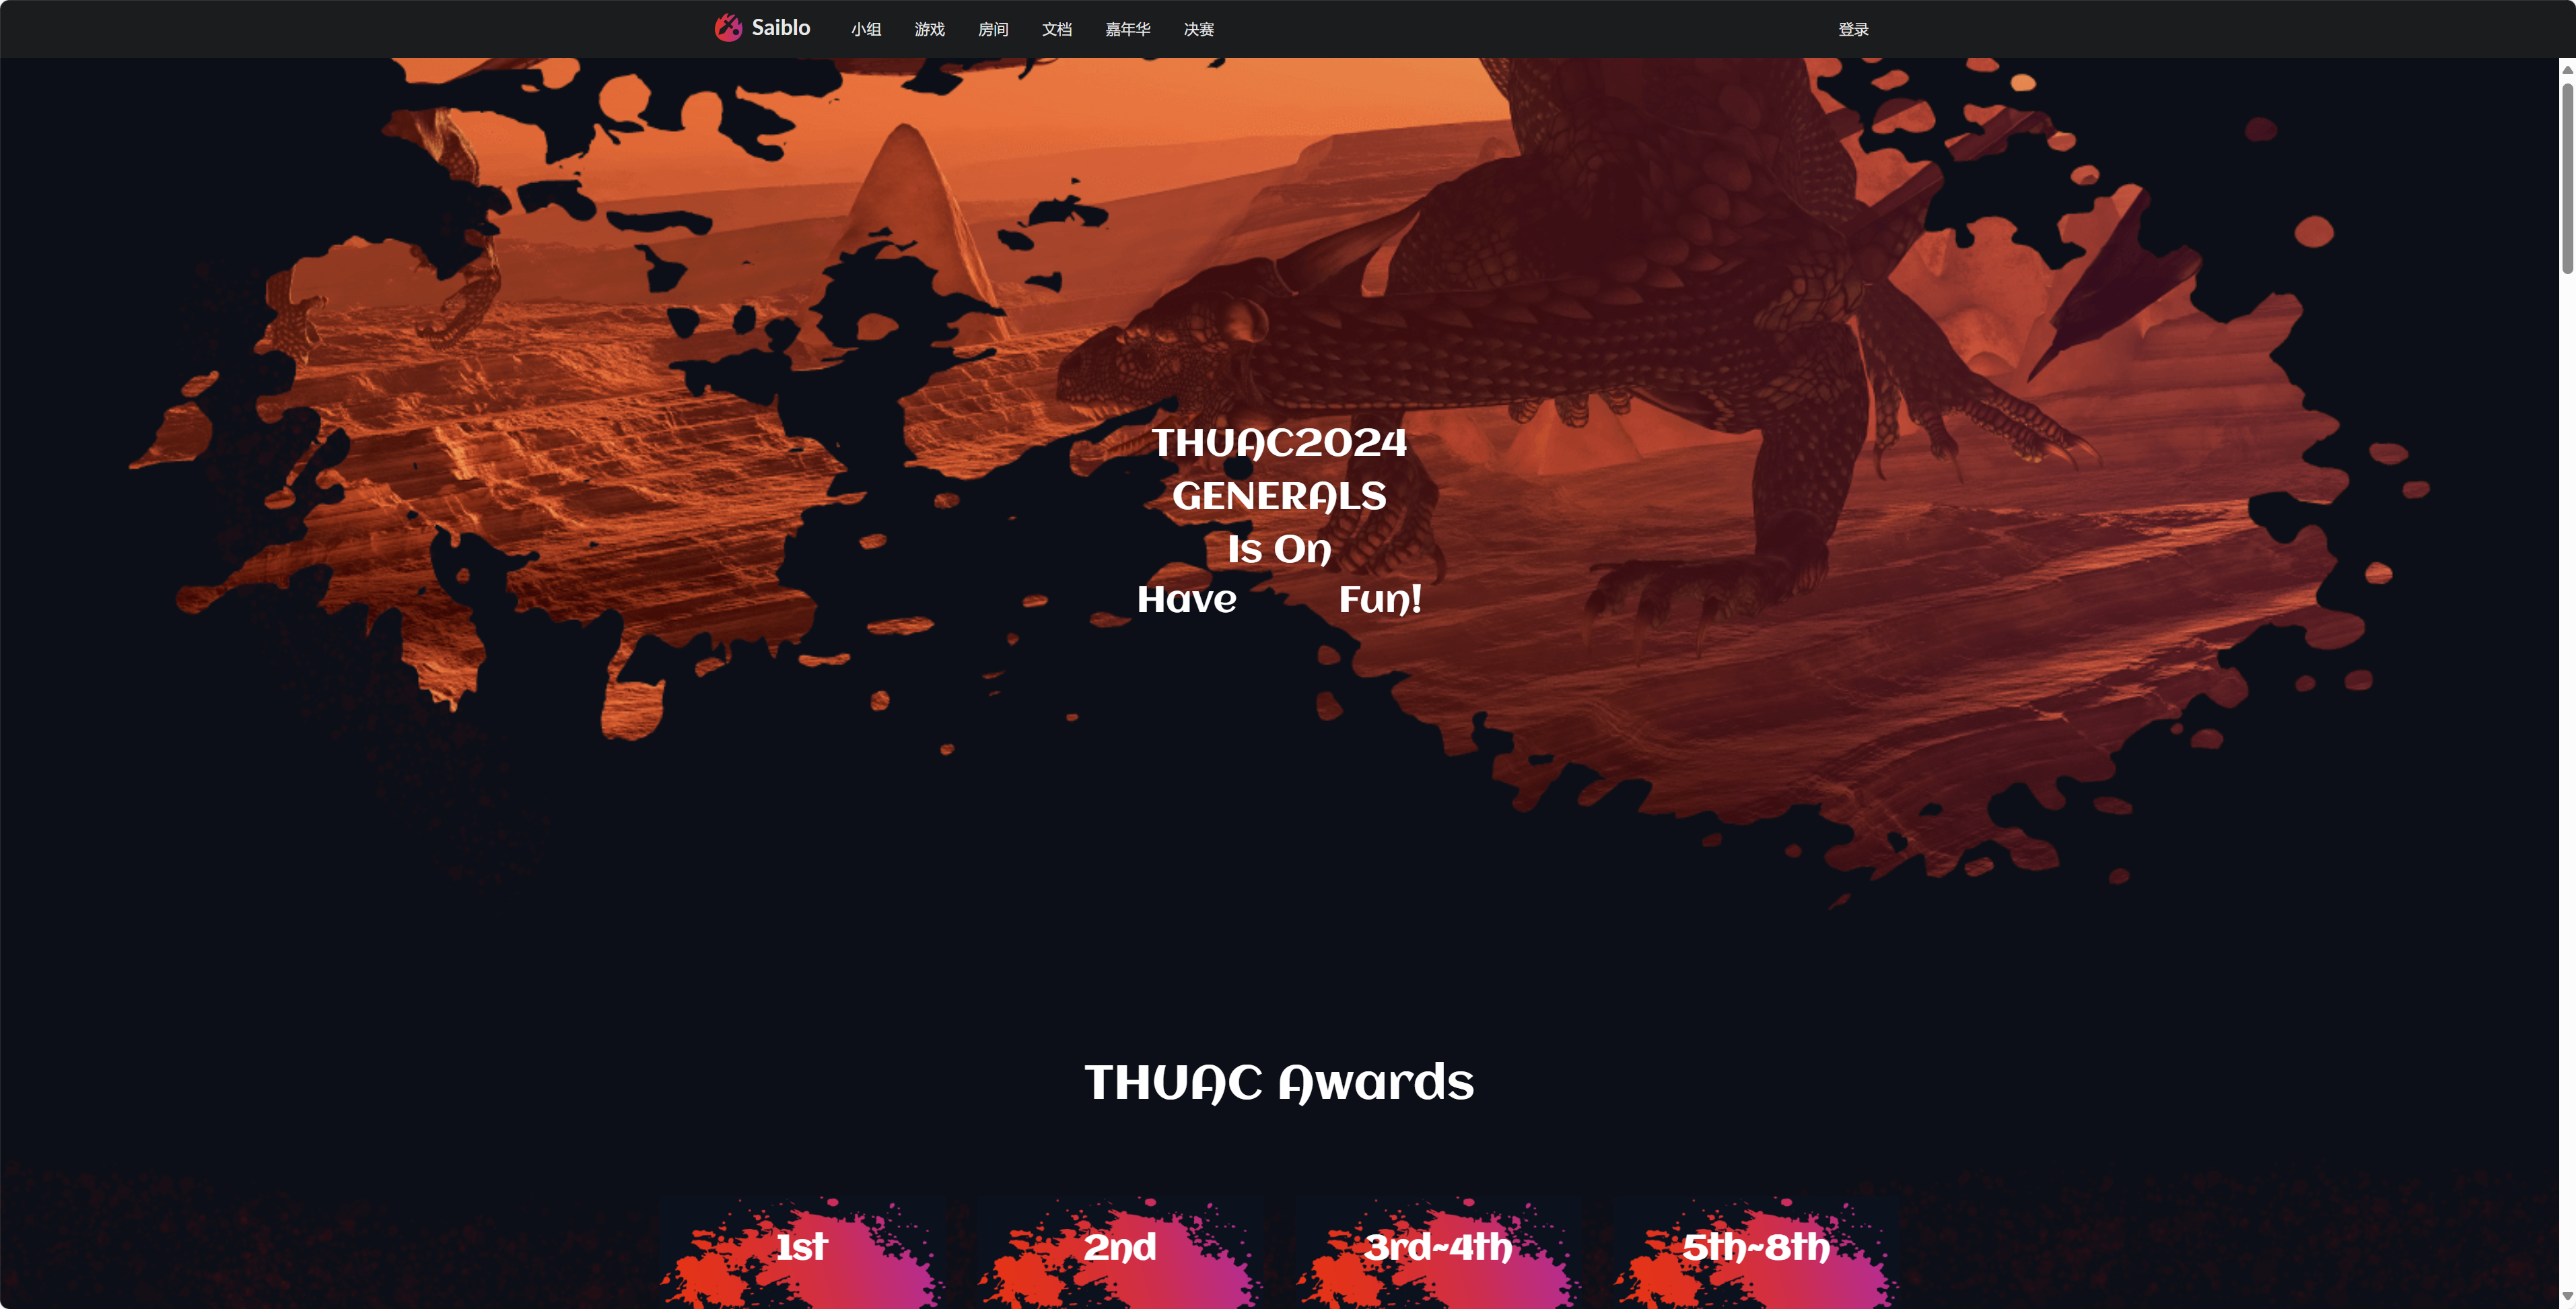 Saiblo 小组 游戏 房间 文档 嘉年华 决赛 登录
THUAC2024
GENERALS
Is On
Have Fun!
THUAC Awards
1st 2nd 3rd~4th 5th~8th